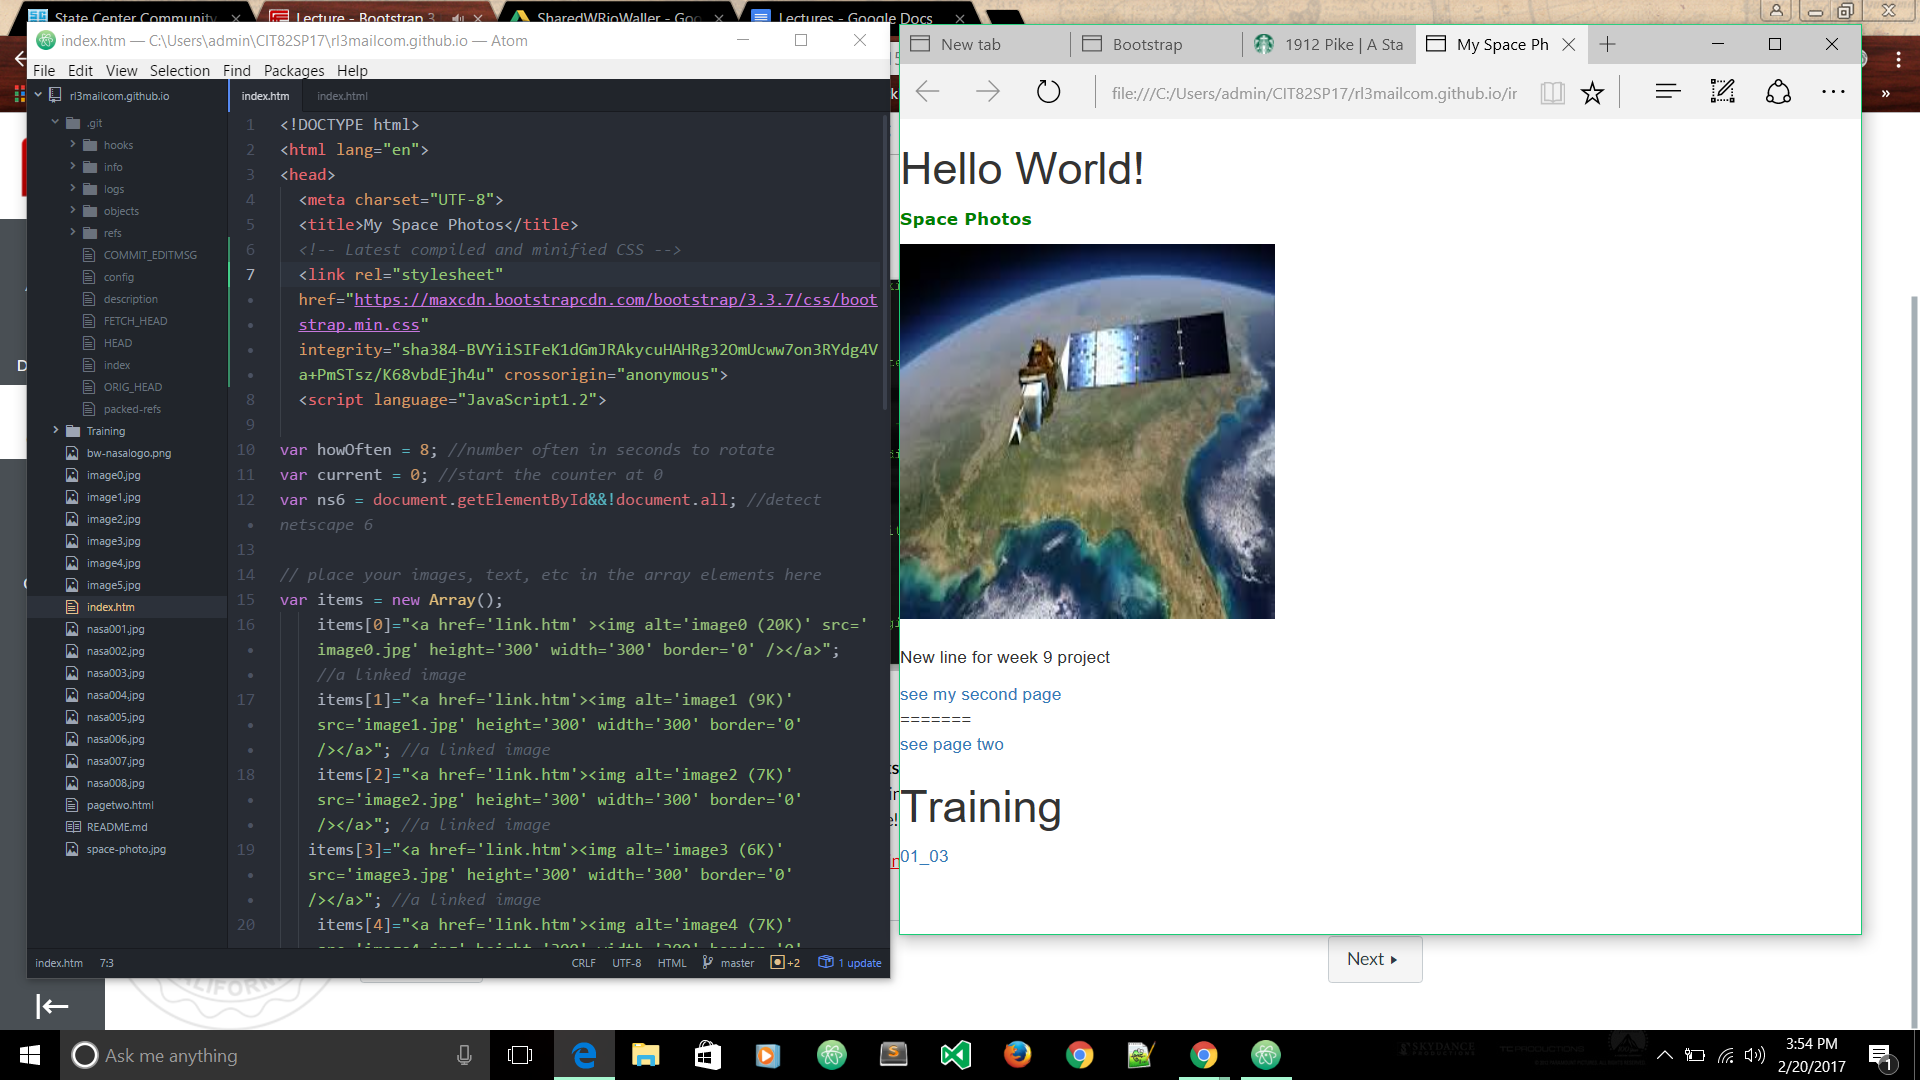 State Center Community
Lecture - Bootstrap 3
SharedWRioWaller - Goo
Lectures - Google Docs
index.htm — C:\Users\admin\CIT82SP17\rl3mailcom.github.io — Atom
File Edit View Selection Find Packages Help
rl3mailcom.github.io
.git
hooks
info
logs
objects
refs
COMMIT_EDITMSG
config
description
FETCH_HEAD
HEAD
index
ORIG_HEAD
packed-refs
Training
bw-nasalogo.png
image0.jpg
image1.jpg
image2.jpg
image3.jpg
image4.jpg
image5.jpg
index.htm
nasa001.jpg
nasa002.jpg
nasa003.jpg
nasa004.jpg
nasa005.jpg
nasa006.jpg
nasa007.jpg
nasa008.jpg
pagetwo.html
README.md
space-photo.jpg
index.htm index.html
1 <!DOCTYPE html>
2 <html lang="en">
3 <head>
4 <meta charset="UTF-8">
5 <title>My Space Photos</title>
6 <!-- Latest compiled and minified CSS -->
7 <link rel="stylesheet"
href="https://maxcdn.bootstrapcdn.com/bootstrap/3.3.7/css/boot
strap.min.css"
integrity="sha384-BVYiiSIFeK1dGmJRAkycuHAHRg32OmUcww7on3RYdg4V
a+PmSTsz/K68vbdEjh4u" crossorigin="anonymous">
8 <script language="JavaScript1.2">
9
10 var howOften = 8; //number often in seconds to rotate
11 var current = 0; //start the counter at 0
12 var ns6 = document.getElementById&&!document.all; //detect
netscape 6
13
14 // place your images, text, etc in the array elements here
15 var items = new Array();
16 items[0]="<a href='link.htm' ><img alt='image0 (20K)' src='
image0.jpg' height='300' width='300' border='0' /></a>";
//a linked image
17 items[1]="<a href='link.htm'><img alt='image1 (9K)'
src='image1.jpg' height='300' width='300' border='0'
/></a>"; //a linked image
18 items[2]="<a href='link.htm'><img alt='image2 (7K)'
src='image2.jpg' height='300' width='300' border='0'
/></a>"; //a linked image
19 items[3]="<a href='link.htm'><img alt='image3 (6K)'
src='image3.jpg' height='300' width='300' border='0'
/></a>"; //a linked image
20 items[4]="<a href='link.htm'><img alt='image4 (7K)'
src='image4.jpg' height='300' width='300' border='0'
index.htm 7:3 CRLF UTF-8 HTML master +2 1 update
New tab
Bootstrap
1912 Pike | A Sta
My Space Ph
file:///C:/Users/admin/CIT82SP17/rl3mailcom.github.io/ir
Hello World!
Space Photos
New line for week 9 project
see my second page
=======
see page two
Training
01_03
Next
Ask me anything
3:54 PM
2/20/2017
1